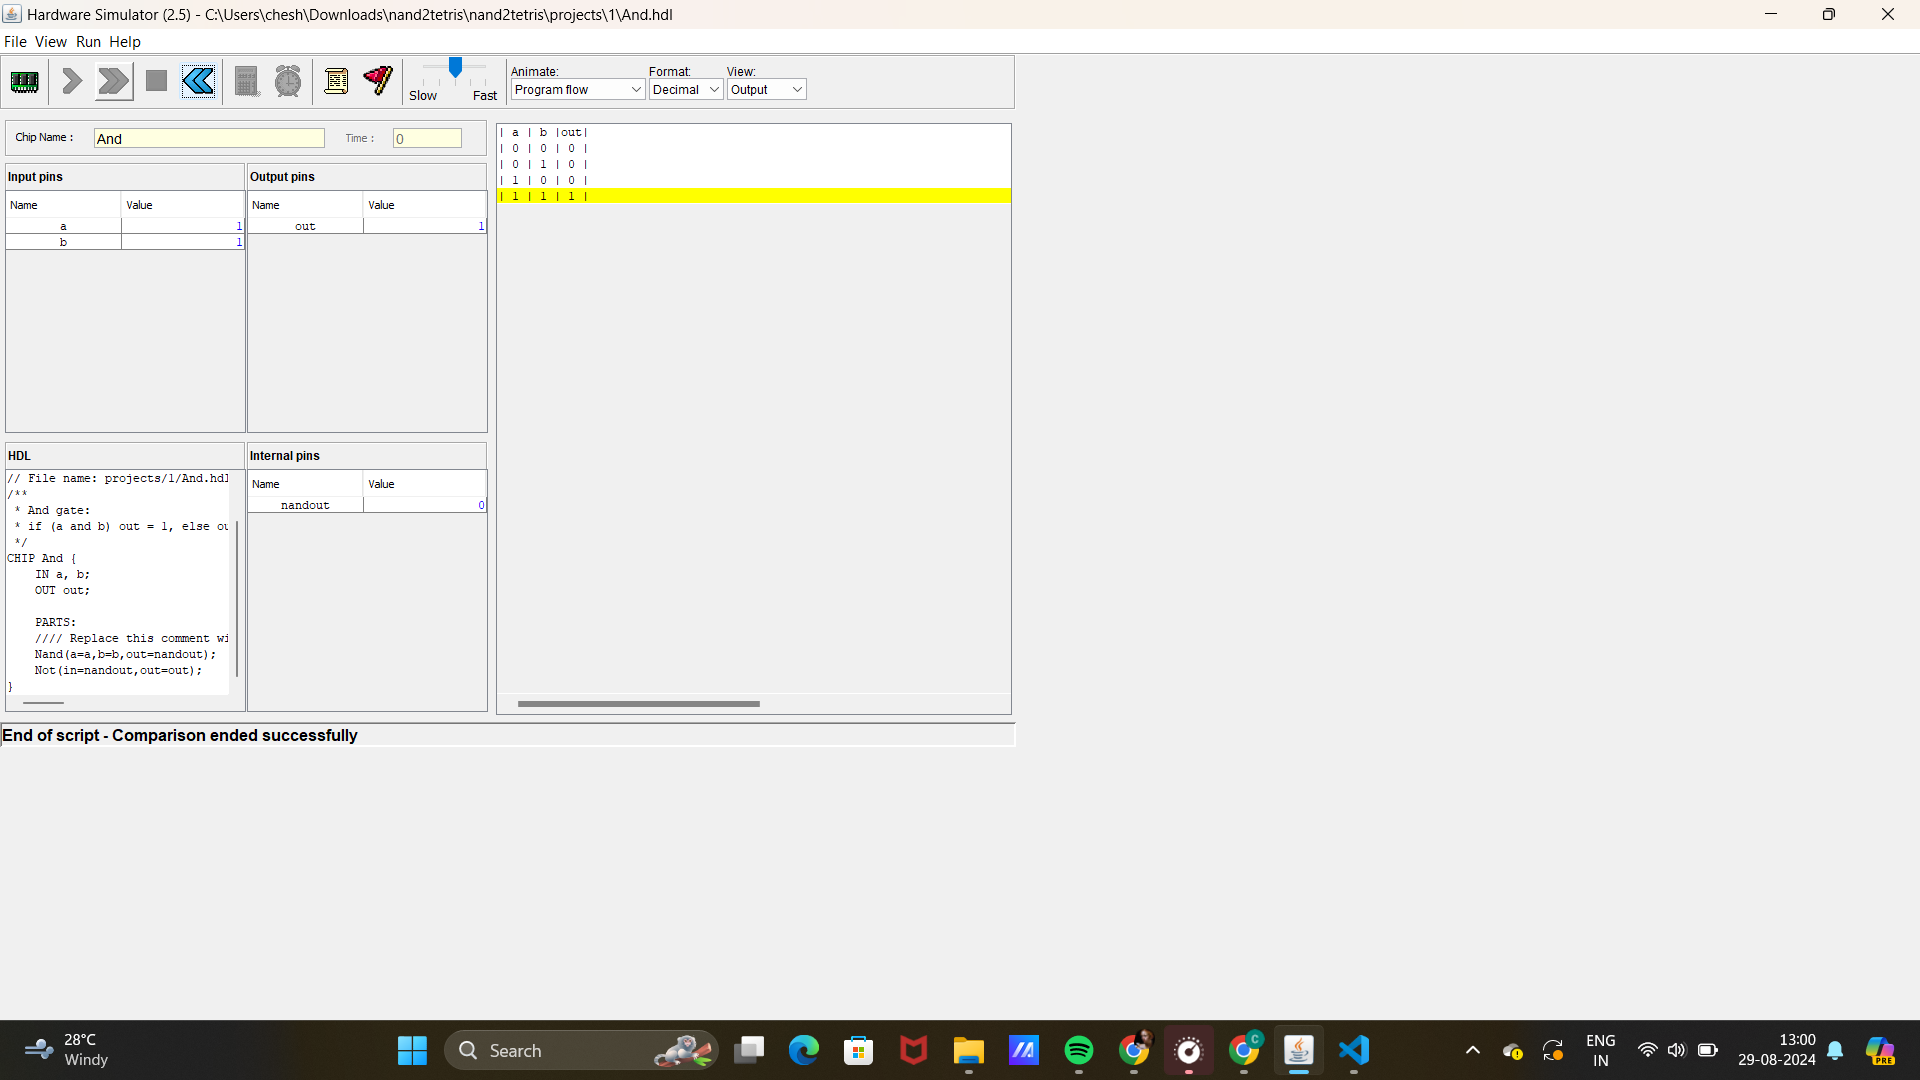 Hardware Simulator (2.5) - C:\Users\chesh\Downloads\nand2tetris\nand2tetris\projects\1\And.hdl
File View Run Help
Slow Fast
Animate: Format: View:
Program flow Decimal Output
Chip Name : And Time : 0
Input pins
Name Value
a 1
b 1
Output pins
Name Value
out 1
| a | b |out|
| 0 | 0 | 0 |
| 0 | 1 | 0 |
| 1 | 0 | 0 |
| 1 | 1 | 1 |
HDL
// File name: projects/1/And.hdl
/**
 * And gate:
 * if (a and b) out = 1, else ou
 */
CHIP And {
    IN a, b;
    OUT out;
    PARTS:
    //// Replace this comment wi
    Nand(a=a,b=b,out=nandout);
    Not(in=nandout,out=out);
}
Internal pins
Name Value
nandout 0
End of script - Comparison ended successfully
28°C
Windy
Search
C
ENG
IN
13:00
29-08-2024
PRE